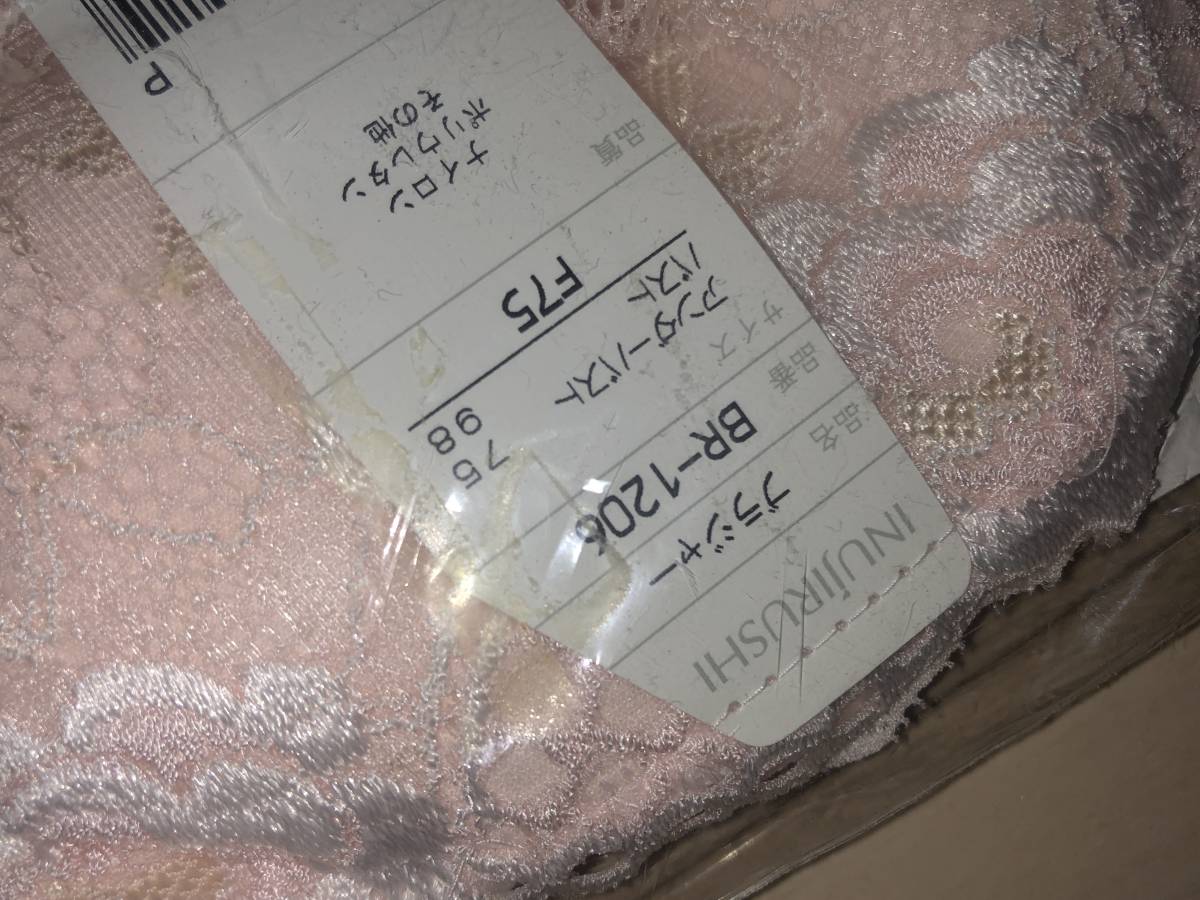 INUJIRUSHI
品名 ブラジャー
品番 BR-1206
サイズ アンダーバスト 75
バスト 98
F75
品質 ナイロン
ポリウレタン
その他
P